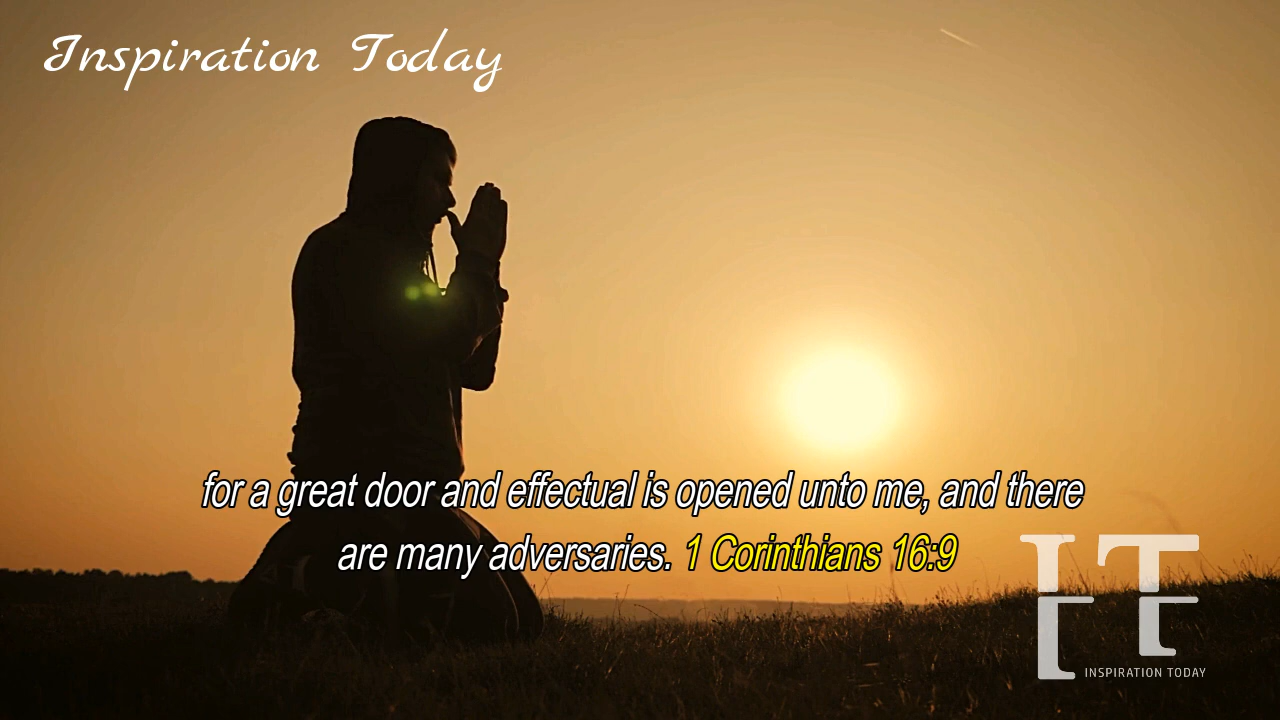 Inspiration Today
for a great door and effectual is opened unto me, and there
are many adversaries. 1 Corinthians 16:9
IT
INSPIRATION TODAY